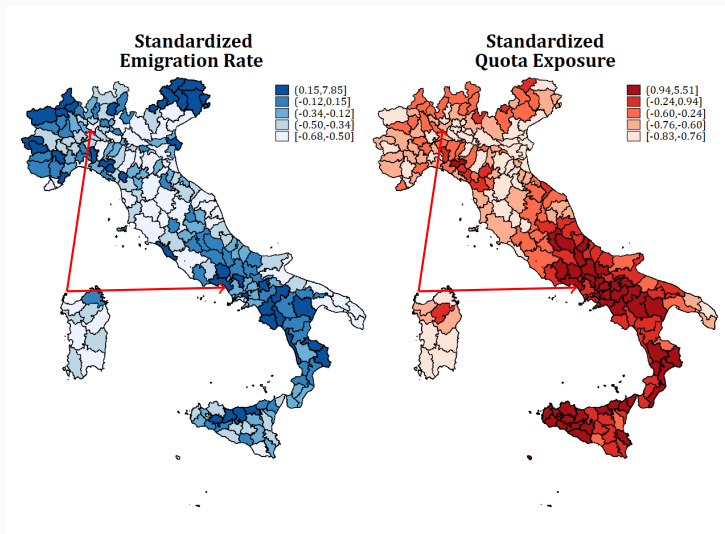 Standardized
Emigration Rate
(0.15,7.85]
(-0.12,0.15]
(-0.34,-0.12]
(-0.50,-0.34]
[-0.68,-0.50]
Standardized
Quota Exposure
(0.94,5.51]
(-0.24,0.94]
(-0.60,-0.24]
(-0.76,-0.60]
[-0.83,-0.76]